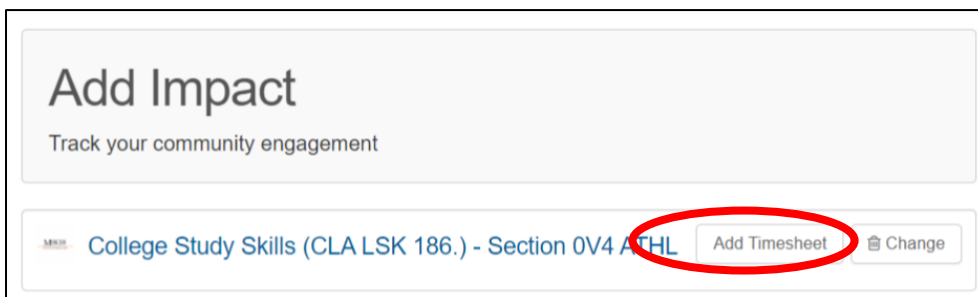 Add Impact
Track your community engagement
College Study Skills (CLA LSK 186.) - Section 0V4 ATHL Add Timesheet Change